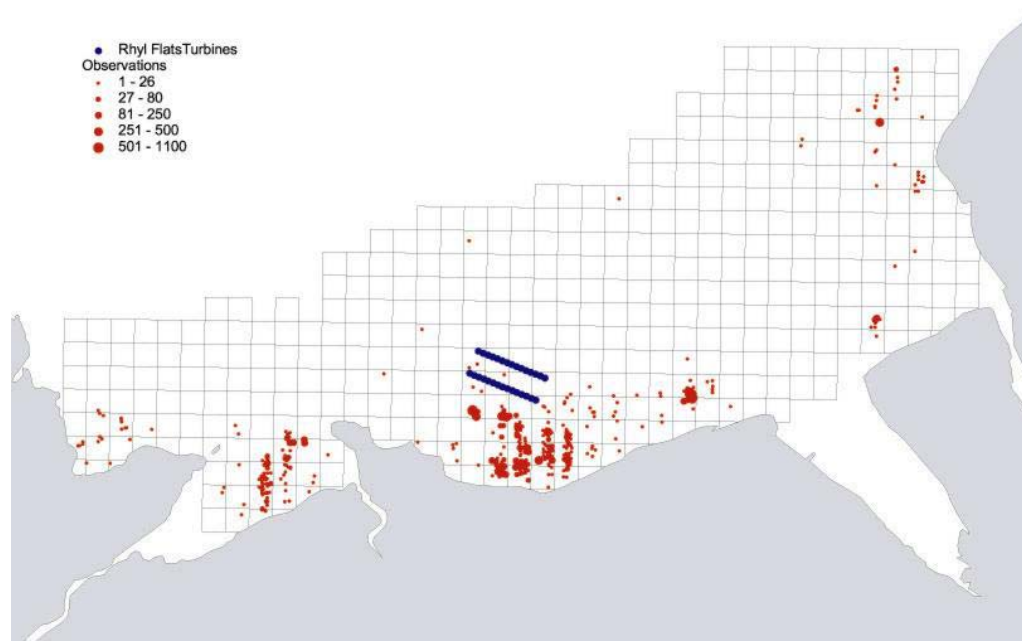 Rhyl FlatsTurbines
Observations
1 - 26
27 - 80
81 - 250
251 - 500
501 - 1100